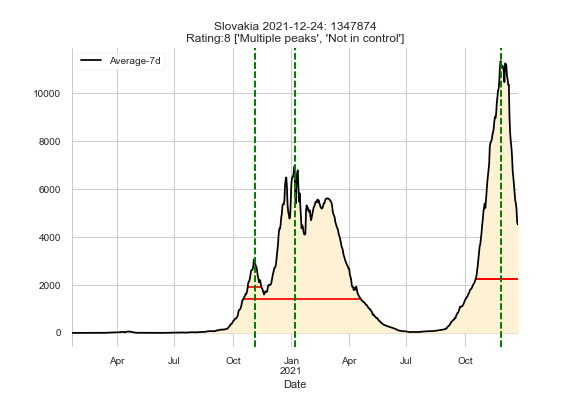 Slovakia 2021-12-24: 1347874
Rating:8 ['Multiple peaks', 'Not in control']
Average-7d
10000
8000
6000
4000
2000
0
Apr
Jul
Oct
Jan
2021
Apr
Jul
Oct
Date